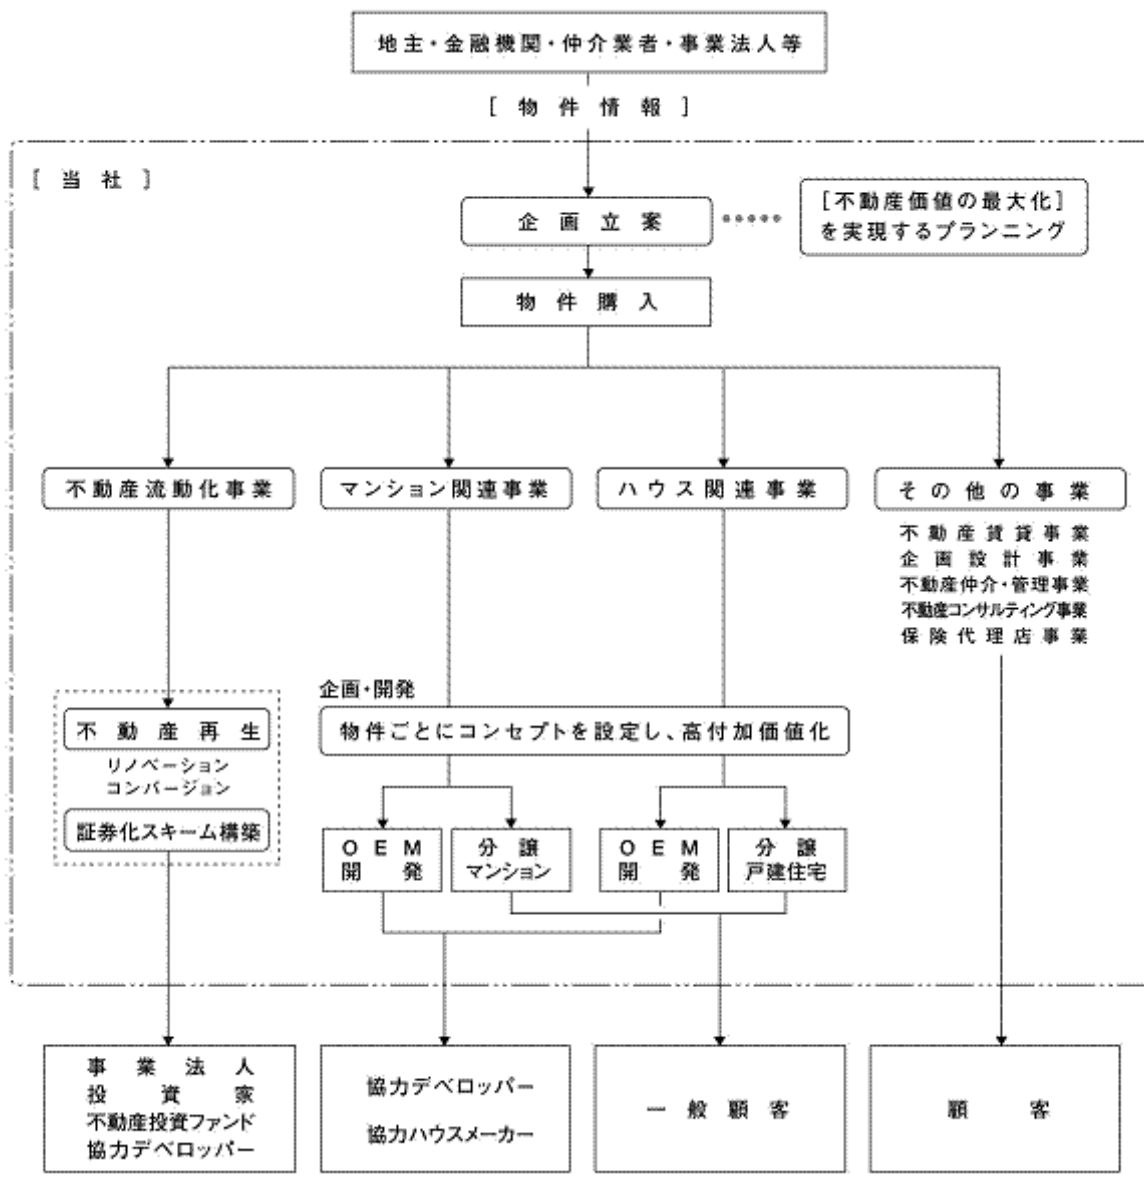 地主・金融機関・仲介業者・事業法人等
[物件情報]
[当社]
企画立案
[不動産価値の最大化]
を実現するプランニング
物件購入
不動産流動化事業
マンション関連事業
ハウス関連事業
その他の事業
不動産賃貸事業
企画設計事業
不動産仲介・管理事業
不動産コンサルティング事業
保険代理店事業
企画・開発
物件ごとにコンセプトを設定し、高付加価値化
不動産再生
リノベーション
コンバージョン
証券化スキーム構築
OEM
開発
分譲
マンション
OEM
開発
分譲
戸建住宅
事業法人
投資家
不動産投資ファンド
協力デベロッパー
協力デベロッパー
協力ハウスメーカー
一般顧客
顧客